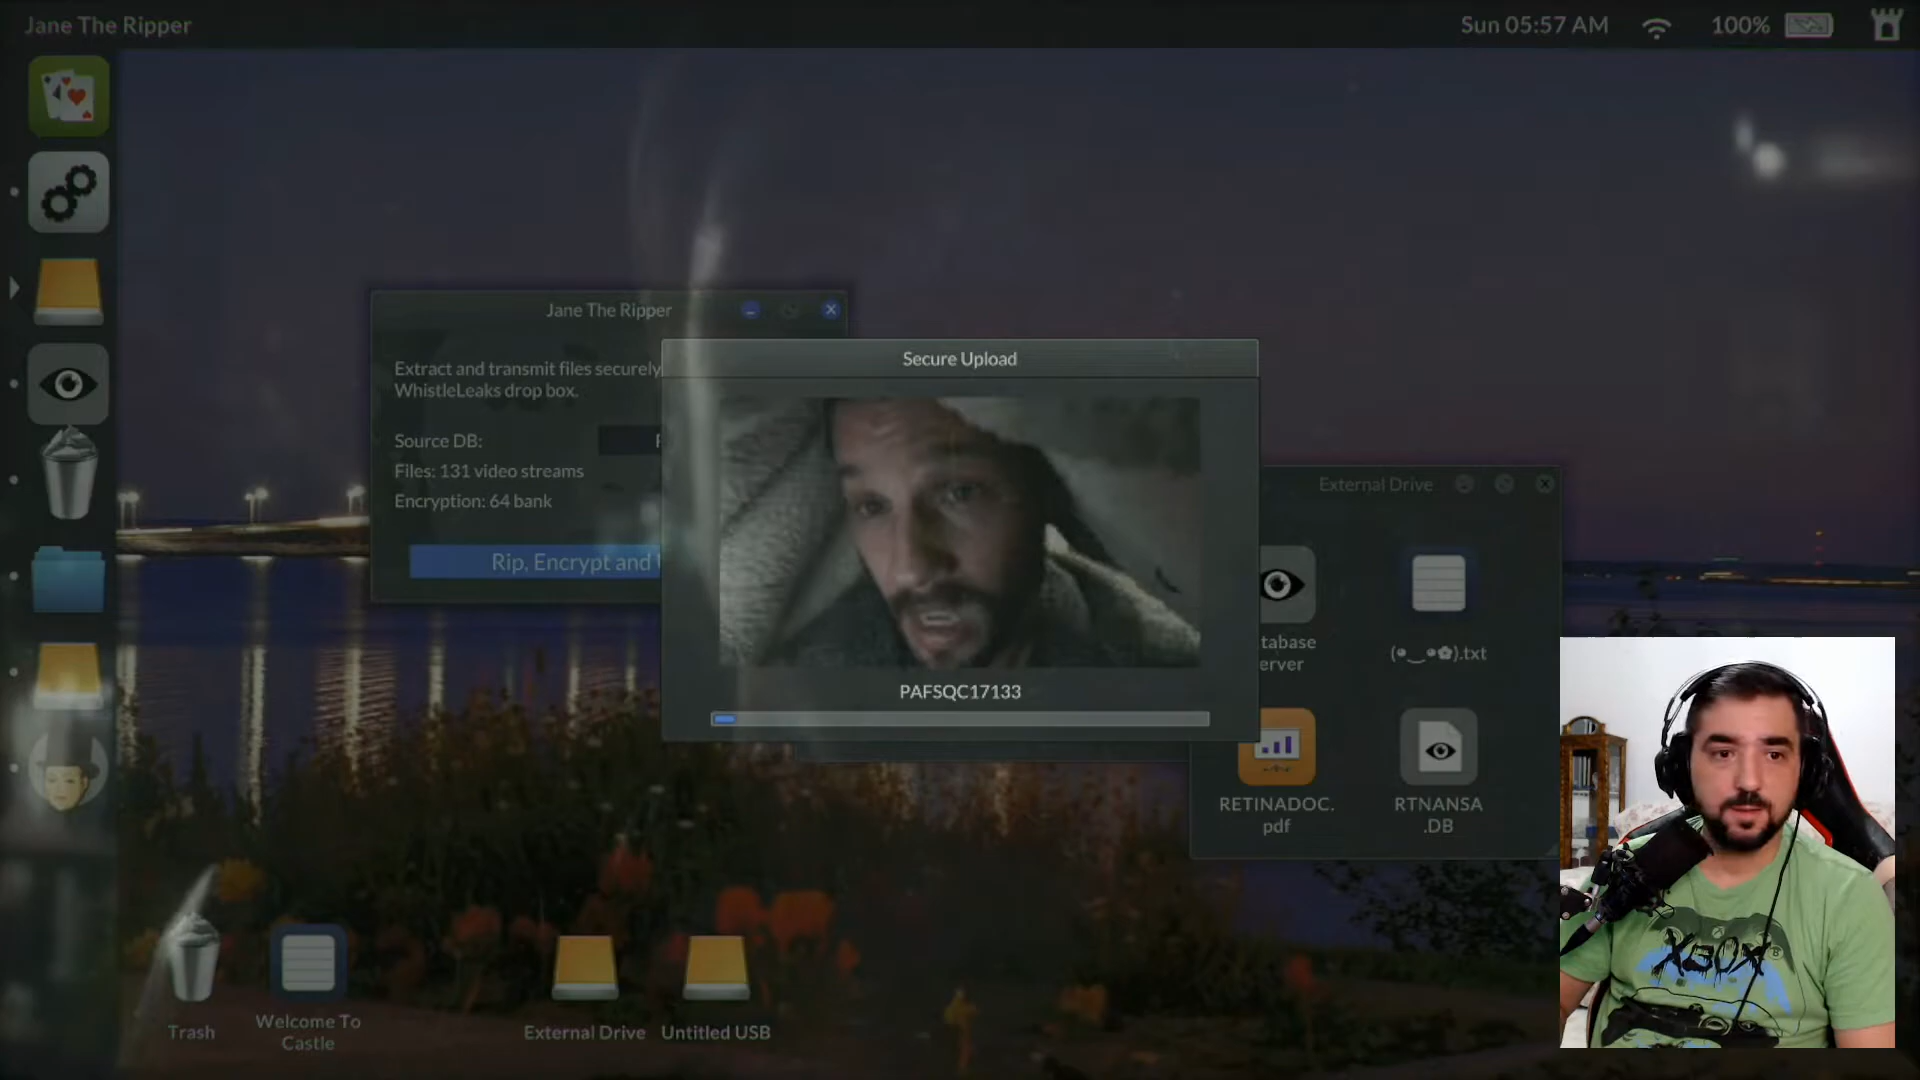 Jane The Ripper
Sun 05:57 AM
100%
Jane The Ripper
Extract and transmit files securely
WhistleLeaks drop box.
Source DB:
Files: 131 video streams
Encryption: 64 bank
Rip, Encrypt and
Secure Upload
PAFSQC17133
External Drive
tabase
erver
(•‿•✿).txt
RETINADOC.
pdf
RTNANSA
.DB
Trash
Welcome To
Castle
External Drive
Untitled USB
XBOX